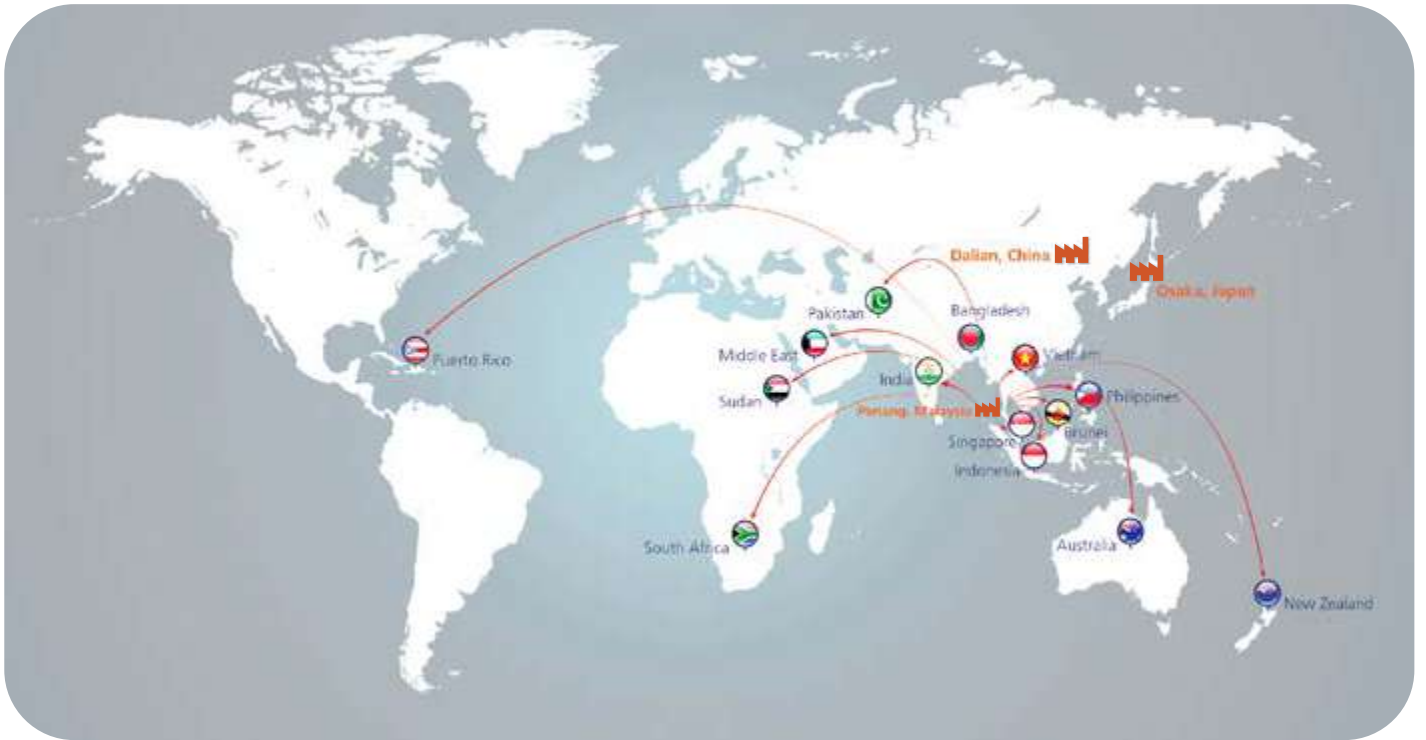 Dalian, China
Osaka, Japan
Pakistan
Bangladesh
Puerto Rico
Middle East
Vietnam
India
Sudan
Philippines
Penang, Malaysia
Brunei
Singapore
Indonesia
South Africa
Australia
New Zealand